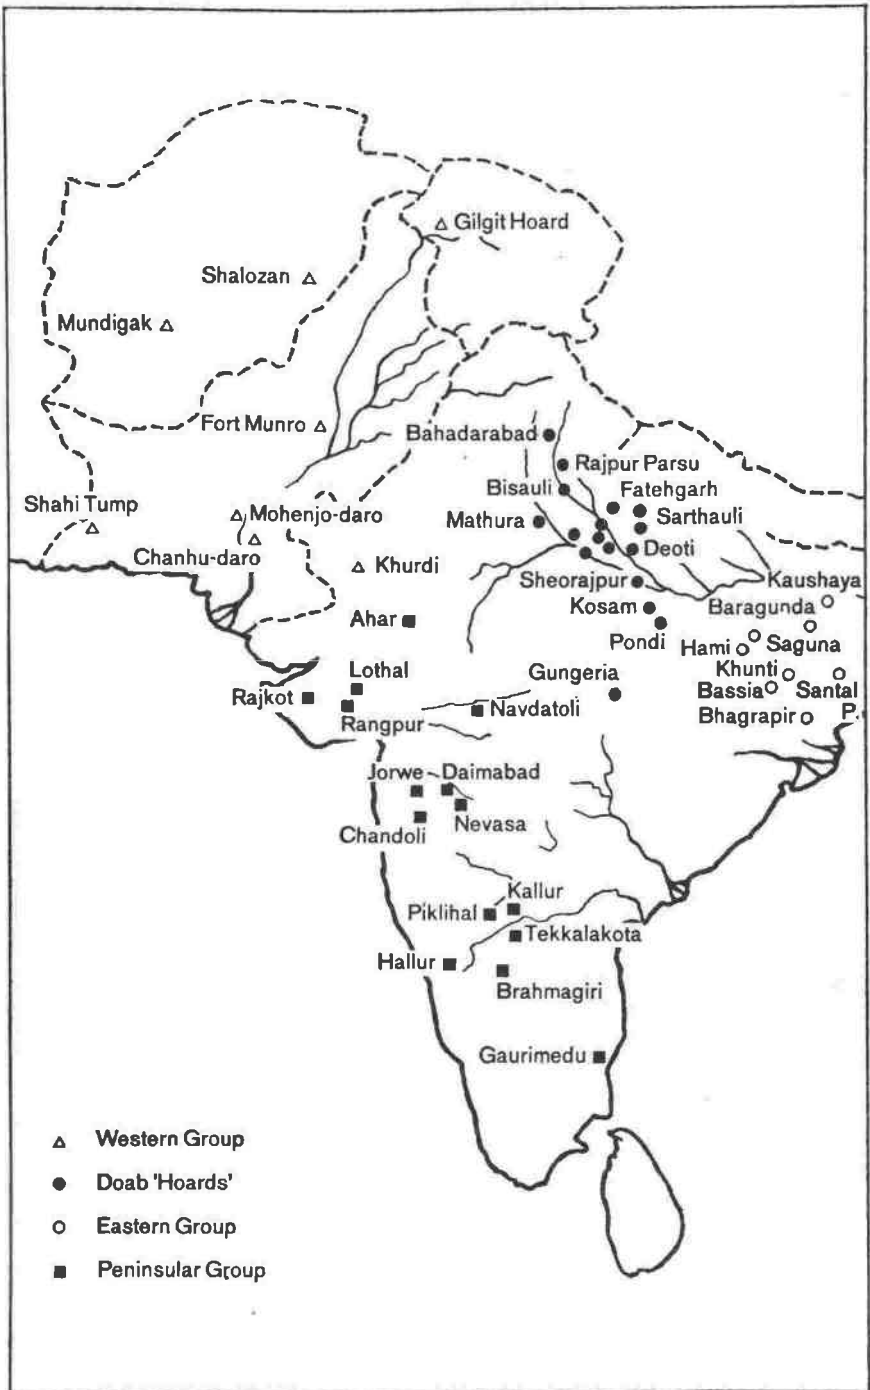 Gilgit Hoard
Shalozan
Mundigak
Fort Munro
Bahadarabad
Rajpur Parsu
Bisauli
Fatehgarh
Shahi Tump
Mohenjo-daro
Mathura
Sarthauli
Chanhu-daro
Khurdi
Deoti
Sheorajpur
Kaushaya
Ahar
Kosam
Baragunda
Pondi
Hami
Saguna
Lothal
Gungeria
Khunti
Rajkot
Bassia
Santal
P.
Rangpur
Navdatoli
Bhagrapir
Jorwe
Daimabad
Chandoli
Nevasa
Kallur
Piklihal
Tekkalakota
Hallur
Brahmagiri
Gaurimedu
Western Group
Doab 'Hoards'
Eastern Group
Peninsular Group